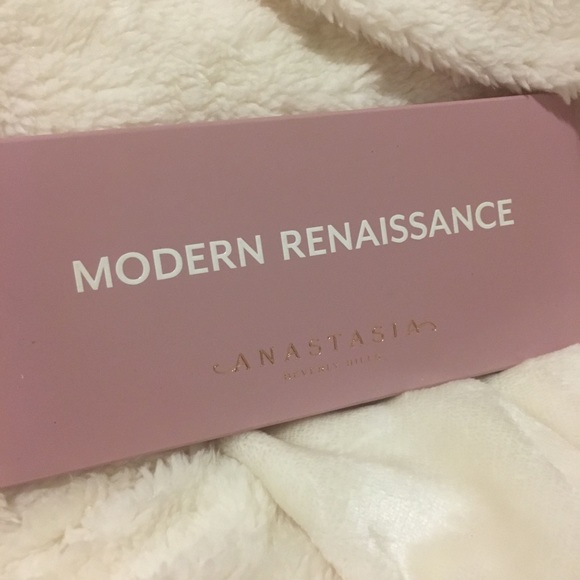 MODERN RENAISSANCE
ANASTASIA
BEVERLY HILLS